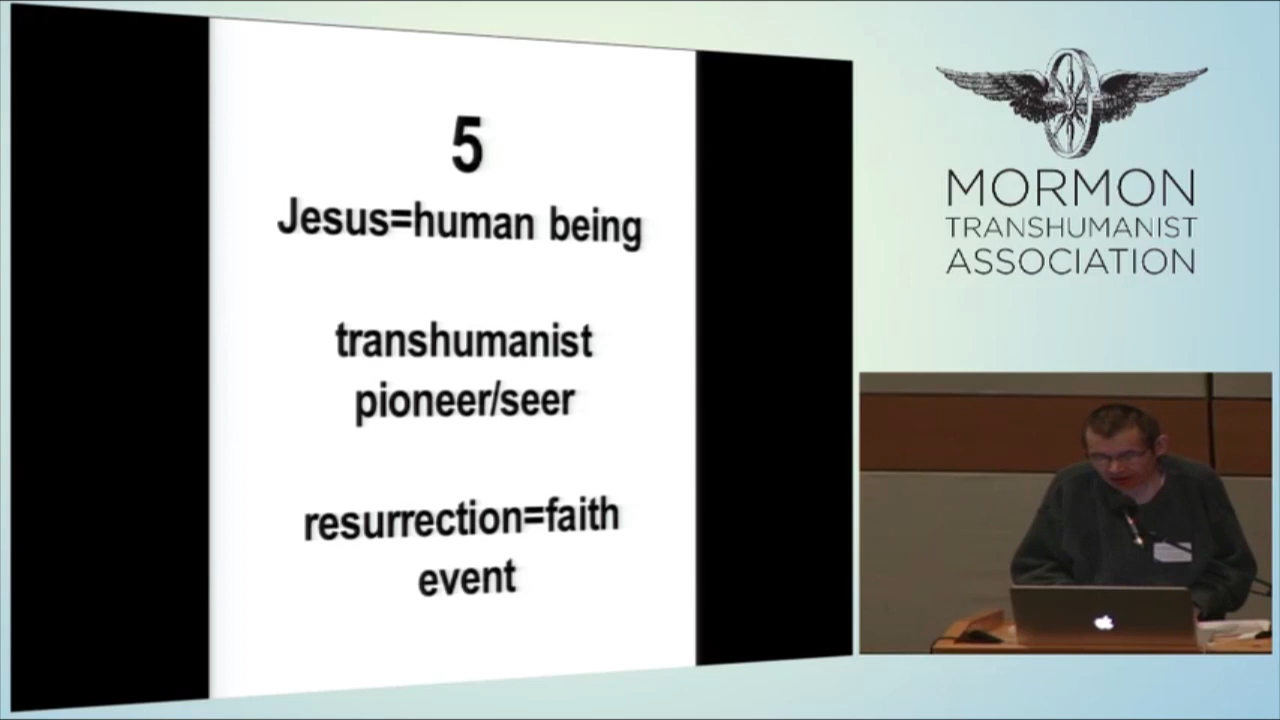 5
Jesus=human being
transhumanist
pioneer/seer
resurrection=faith
event
MORMON
TRANSHUMANIST
ASSOCIATION